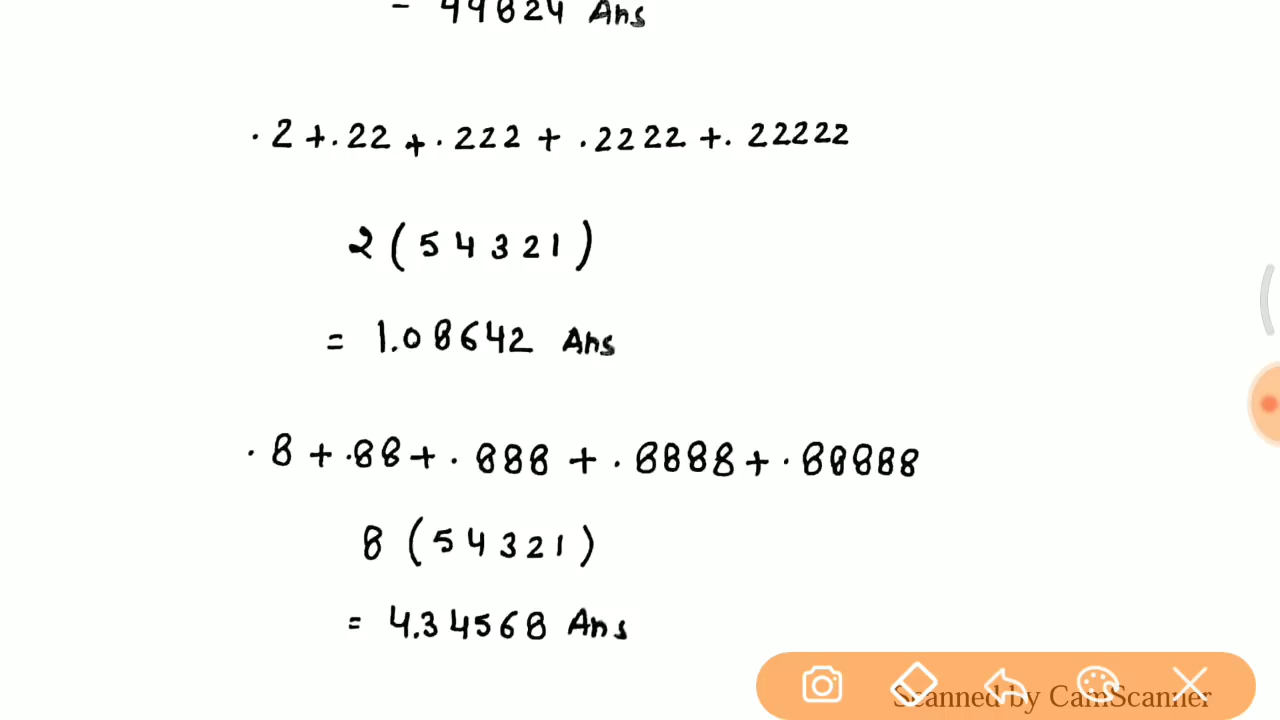 = 49824 Ans
.2 + .22 + .222 + .2222 + .22222
2 (54321)
= 1.08642 Ans
.8 + .88 + .888 + .8888 + .88888
8 (54321)
= 4.34568 Ans
Scanned by CamScanner